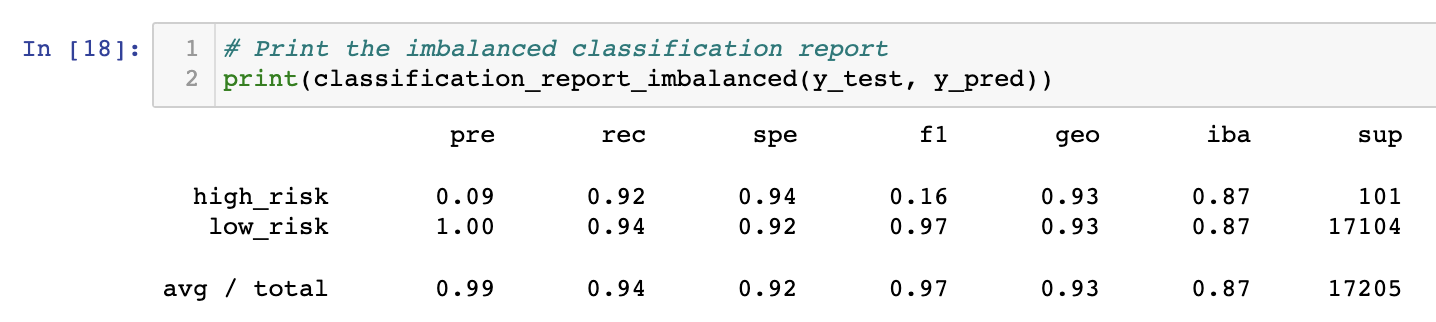 In [18]:
1 # Print the imbalanced classification report
2 print(classification_report_imbalanced(y_test, y_pred))
pre rec spe f1 geo iba sup
high_risk 0.09 0.92 0.94 0.16 0.93 0.87 101
low_risk 1.00 0.94 0.92 0.97 0.93 0.87 17104
avg / total 0.99 0.94 0.92 0.97 0.93 0.87 17205